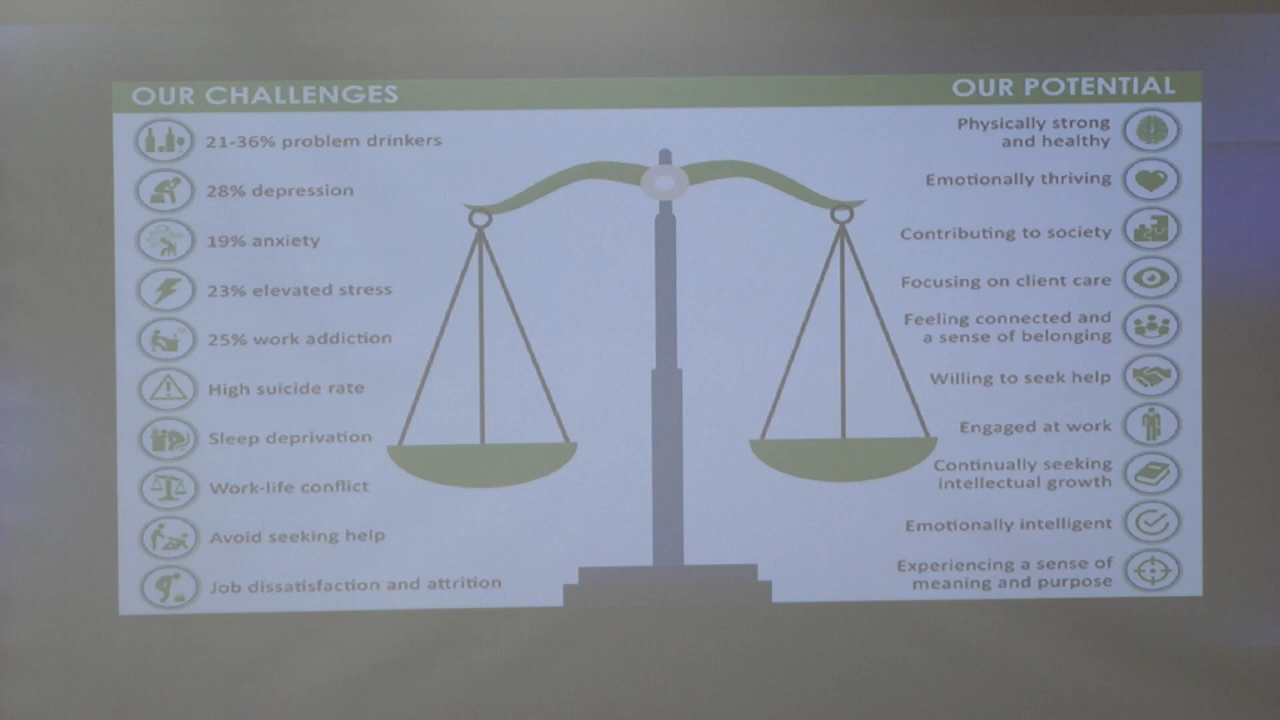 OUR CHALLENGES
21-36% problem drinkers
28% depression
19% anxiety
23% elevated stress
25% work addiction
High suicide rate
Sleep deprivation
Work-life conflict
Avoid seeking help
Job dissatisfaction and attrition
OUR POTENTIAL
Physically strong
and healthy
Emotionally thriving
Contributing to society
Focusing on client care
Feeling connected and
a sense of belonging
Willing to seek help
Engaged at work
Continually seeking
intellectual growth
Emotionally intelligent
Experiencing a sense of
meaning and purpose